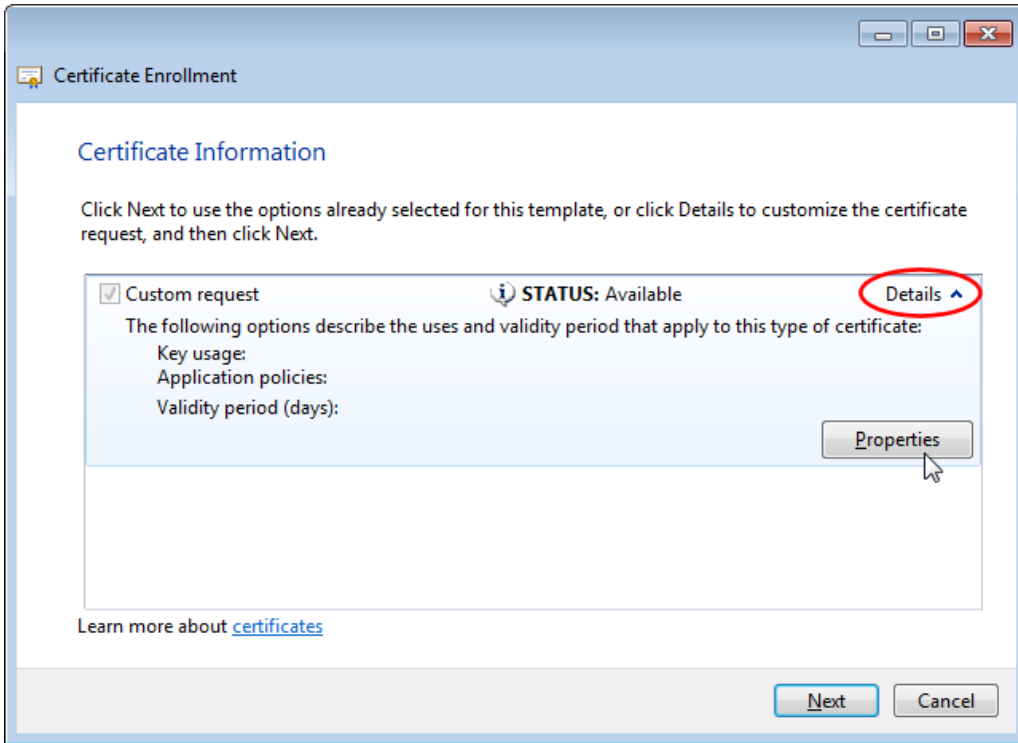 Certificate Enrollment
Certificate Information
Click Next to use the options already selected for this template, or click Details to customize the certificate
request, and then click Next.
Custom request STATUS: Available Details
The following options describe the uses and validity period that apply to this type of certificate:
Key usage:
Application policies:
Validity period (days):
Properties
Learn more about certificates
Next Cancel